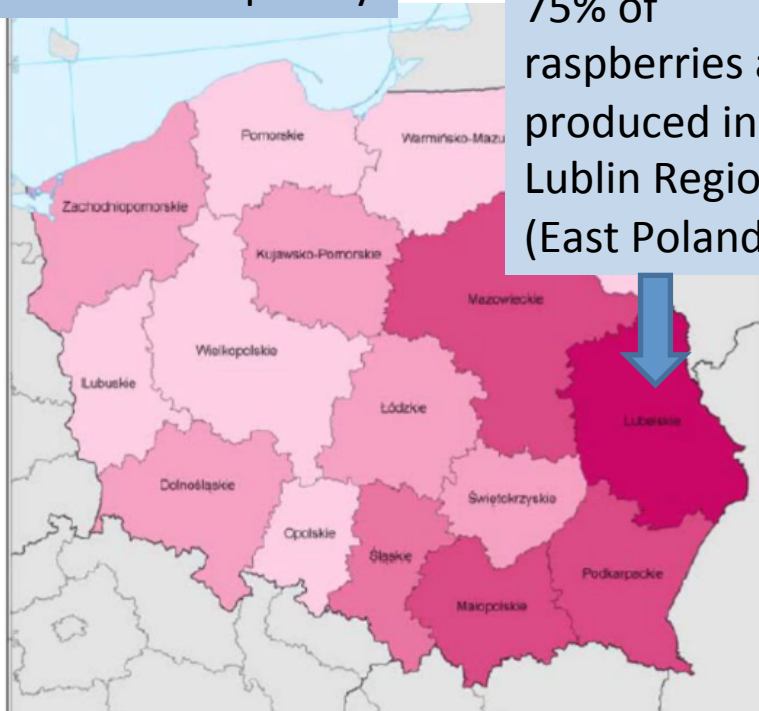 75% of
raspberries a
produced in
Lublin Regio
(East Poland
Pomorskie
Warmińsko-Mazu
Zachodniopomorskie
Kujawsko-Pomorskie
Mazowieckie
Wielkopolskie
Lubuskie
Łódzkie
Lubelskie
Dolnośląskie
Świętokrzyskie
Opolskie
Śląskie
Podkarpackie
Małopolskie